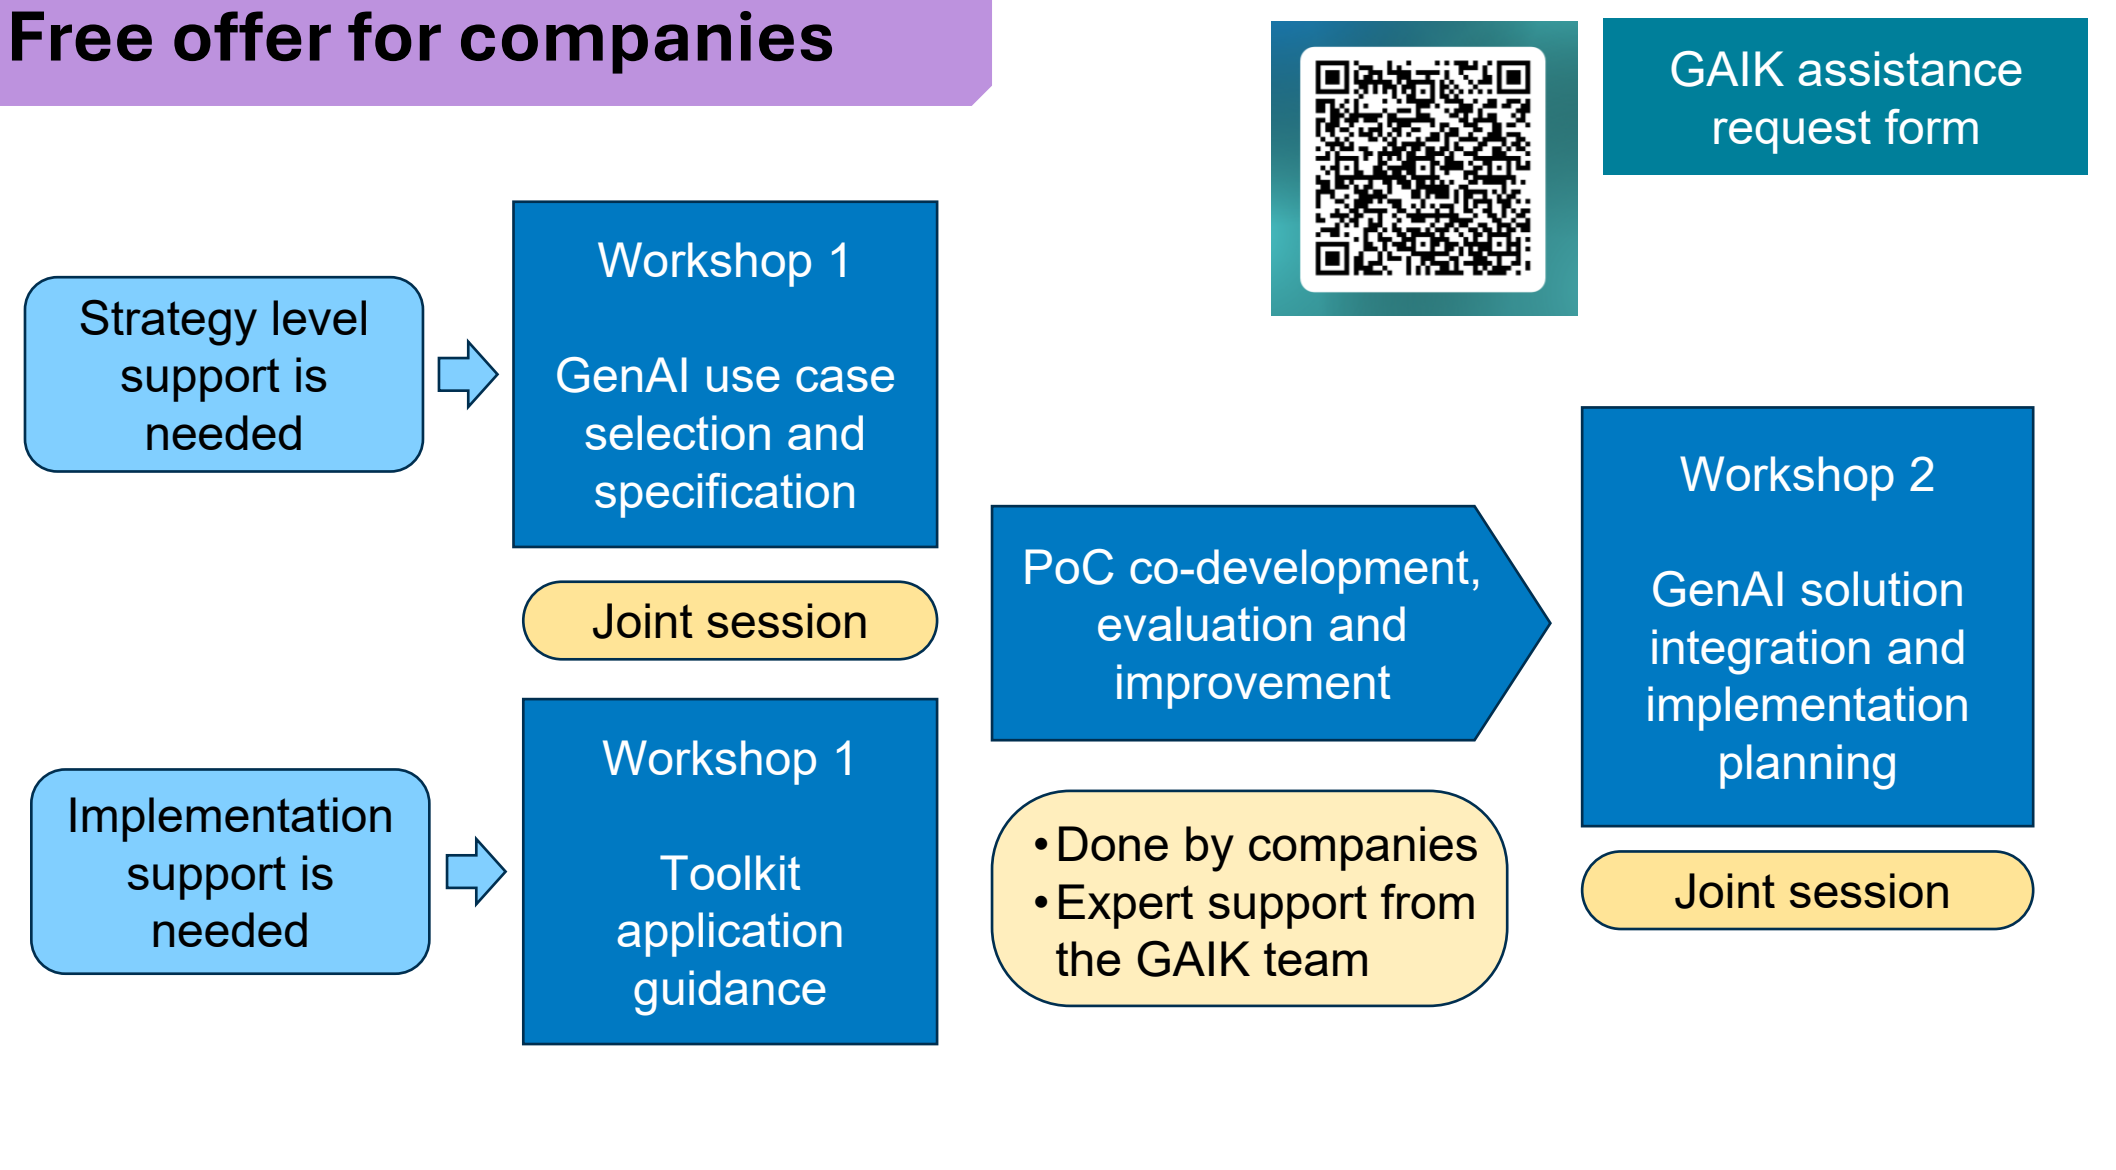 Free offer for companies
GAIK assistance
request form
Strategy level
support is
needed
Workshop 1
GenAI use case
selection and
specification
Joint session
Implementation
support is
needed
Workshop 1
Toolkit
application
guidance
PoC co-development,
evaluation and
improvement
•Done by companies
•Expert support from
the GAIK team
Workshop 2
GenAI solution
integration and
implementation
planning
Joint session